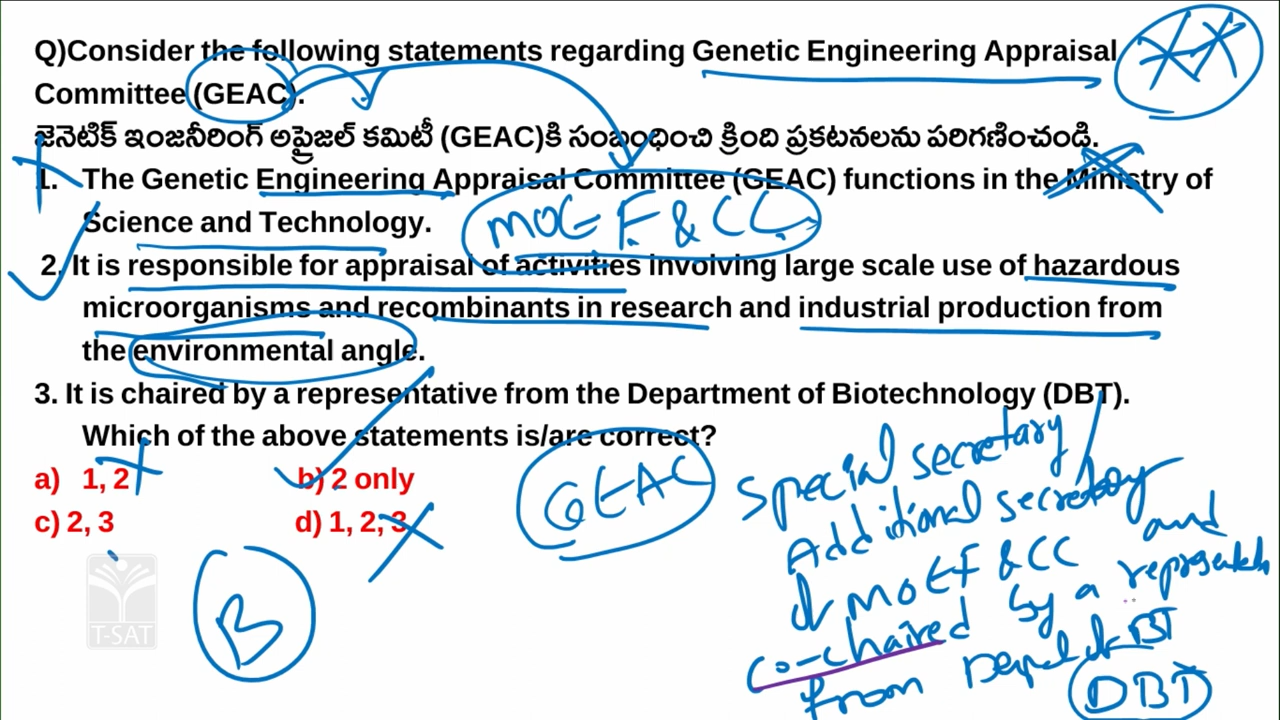 Q)Consider the following statements regarding Genetic Engineering Appraisal
Committee (GEAC).
జెనెటిక్ ఇంజనీరింగ్ అప్రైజల్ కమిటీ (GEAC)కి సంబంధించి క్రింది ప్రకటనలను పరిగణించండి.
1. The Genetic Engineering Appraisal Committee (GEAC) functions in the Ministry of
Science and Technology.
MOEF & CC
2. It is responsible for appraisal of activities involving large scale use of hazardous
microorganisms and recombinants in research and industrial production from
the environmental angle.
3. It is chaired by a representative from the Department of Biotechnology (DBT).
Which of the above statements is/are correct?
a) 1, 2
b) 2 only
c) 2, 3
d) 1, 2, 3
GEAC
Special secretary/
Additional secretary
of MOEF & CC and
co-chaired by a
from DBT
DBT
B
T-SAT